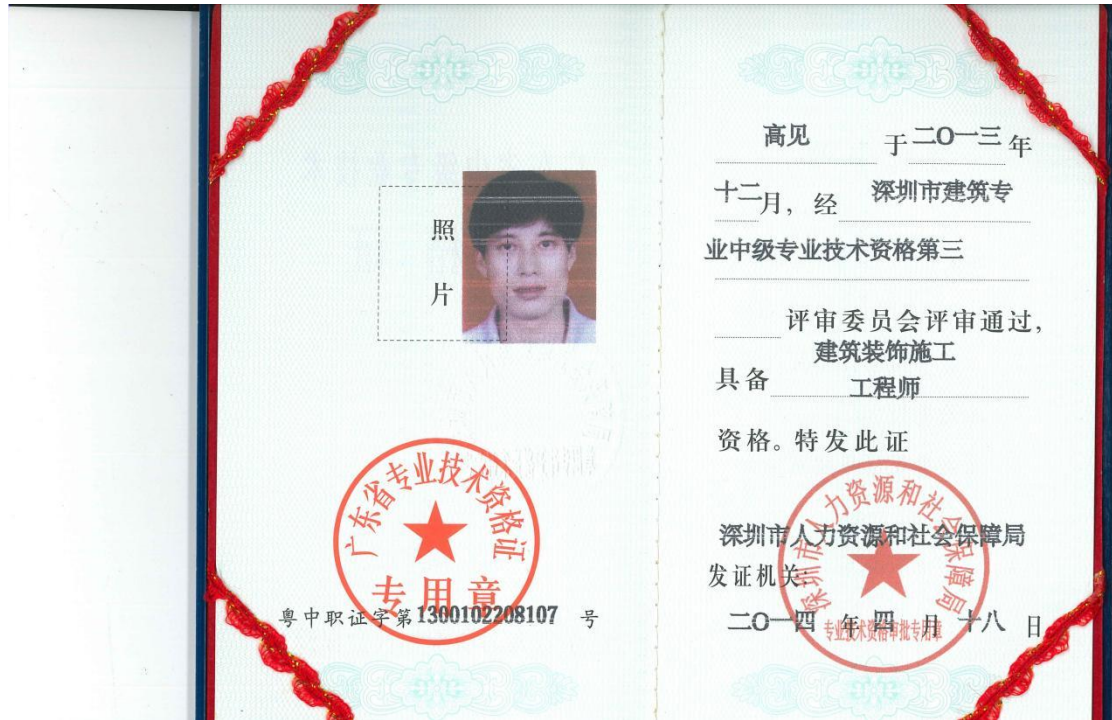 照
片
广东省专业技术资格证
专用章
粤中职证字第1300102208107 号
高见 于二〇一三年
十二月，经 深圳市建筑专
业中级专业技术资格第三
评审委员会评审通过，
建筑装饰施工
具备 工程师
资格。特发此证
深圳市人力资源和社会保障局
深圳市人力资源和社会保障局
发证机关：
二〇一四 年 四 月 十八 日
专业技术资格审批专用章